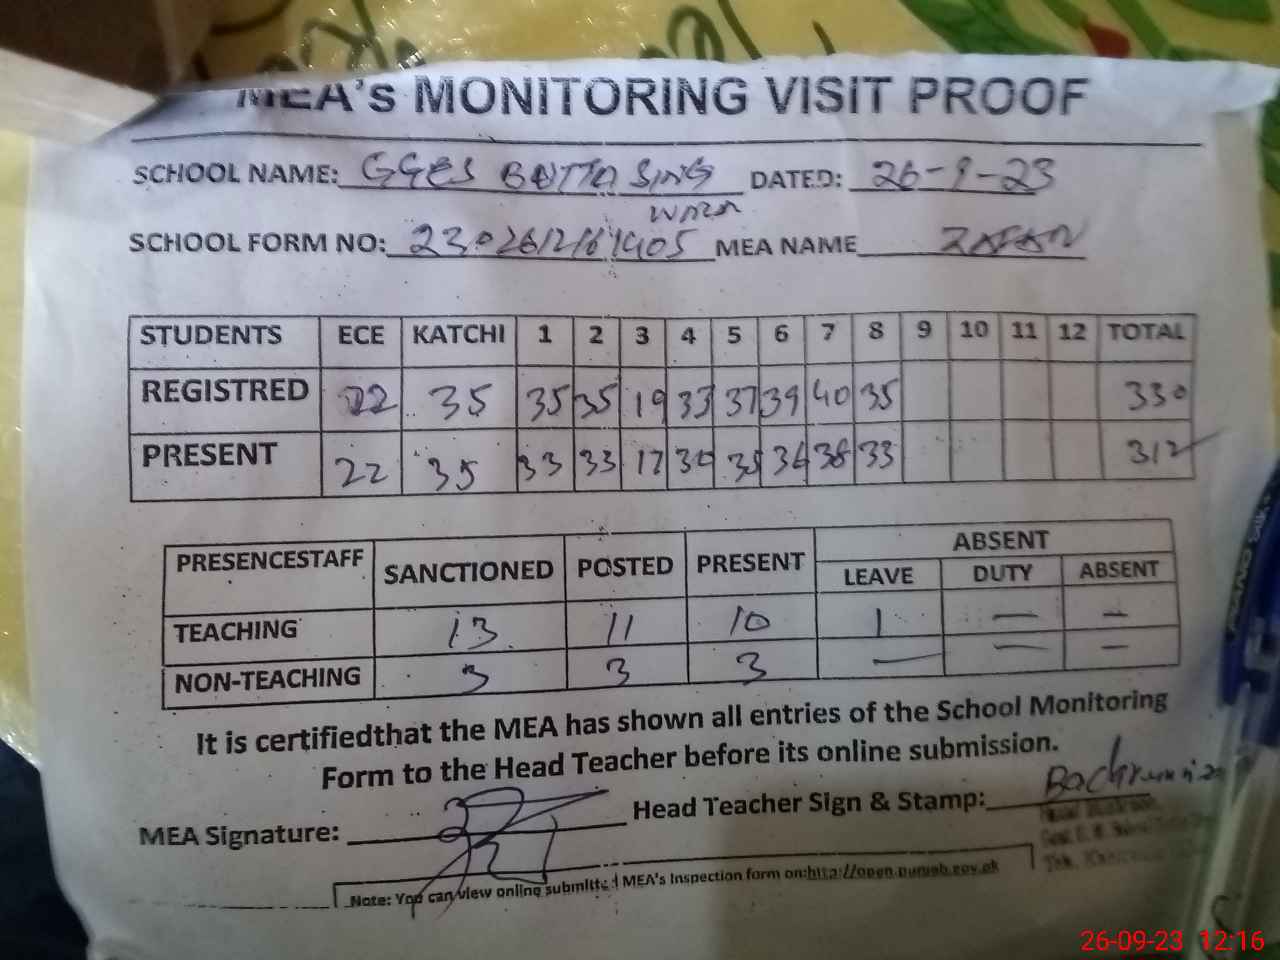 MEA's MONITORING VISIT PROOF
SCHOOL NAME: GGES BUTTA SING DATED: 26-9-23
WALA
SCHOOL FORM NO: 2302612161405 MEA NAME ZAFAR
STUDENTS ECE KATCHI 1 2 3 4 5 6 7 8 9 10 11 12 TOTAL
REGISTRED 22 35 35 35 19 33 37 39 40 35 330
PRESENT 22 35 33 33 17 30 35 36 38 33 312
PRESENCESTAFF SANCTIONED POSTED PRESENT ABSENT
LEAVE DUTY ABSENT
TEACHING 13 11 10 1 — —
NON-TEACHING 3 3 3 — — —
It is certifiedthat the MEA has shown all entries of the School Monitoring
Form to the Head Teacher before its online submission.
MEA Signature: Head Teacher Sign & Stamp:
Note: You can view online submitted MEA's Inspection form on:http://open.punjab.gov.pk
26-09-23 12:16